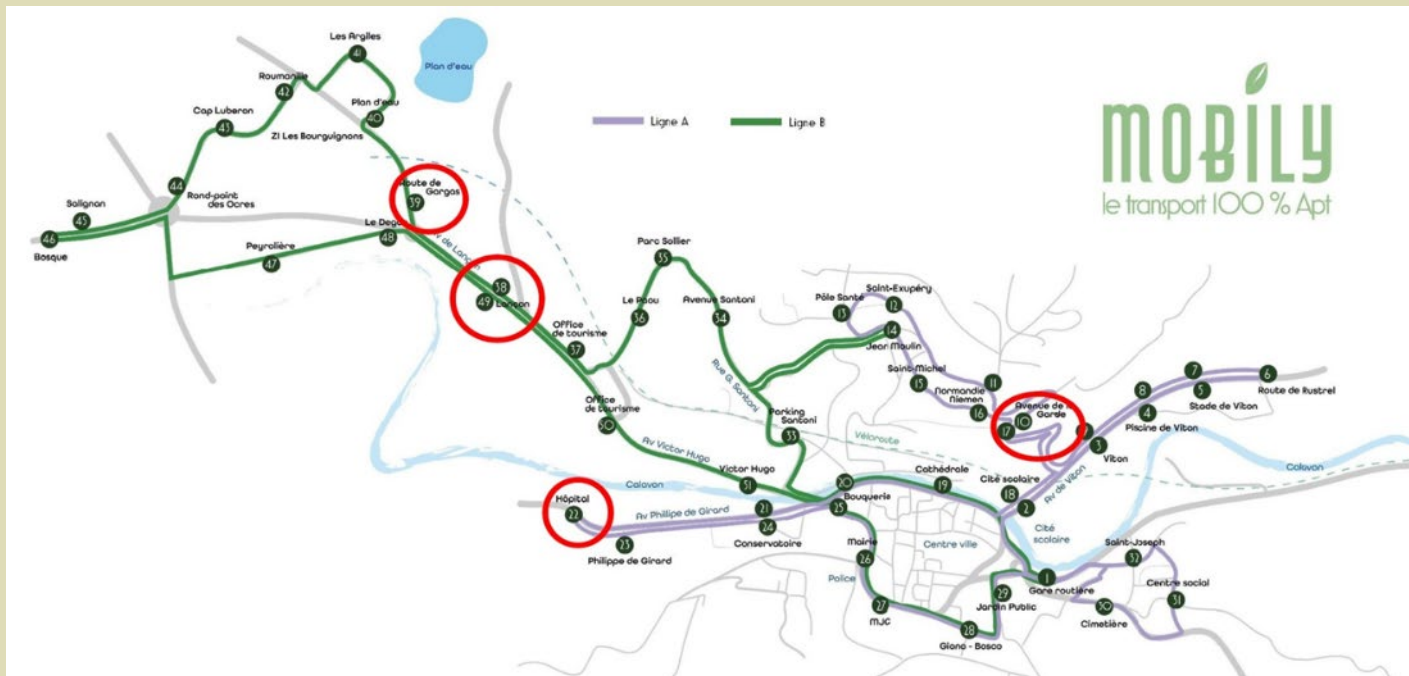 Les Argiles
41
Plan d'eau
Roumanille
42
Plan d'eau
40
Cap Luberon
43
ZI Les Bourguignons
Ligne A
Ligne B
MOBILY
le transport 100 % Apt
44
Rond-point
des Ocres
Route de
Gargas
39
Salignan
45
46
Bosque
Peyrolière
47
48
38
49
Lançon
Office
de tourisme
37
Parc Sollier
35
Le Paou
36
Avenue Santoni
34
Rue G. Santoni
Pôle Santé
13
Saint-Exupéry
12
14
Jean Moulin
Saint-Michel
15
Normandie
Niemen
16
11
Avenue de
Garde
10
17
7
8
6
5
4
Route de Rustrel
Stade de Viton
Piscine de Viton
3
Viton
Av de Viton
Office
de tourisme
50
Parking
Santoni
33
Véloroute
Av Victor Hugo
Victor Hugo
51
Calavon
Calavon
Hôpital
22
Av Phillipe de Girard
23
Philippe de Girard
21
24
Conservatoire
20
Bouquerie
25
Cathédrale
19
Cité scolaire
18
2
Cité
scolaire
Mairie
26
Centre ville
Police
27
MJC
28
Giono - Bosco
29
Jardin Public
1
Gare routière
Saint-Joseph
32
Centre social
31
30
Cimetière